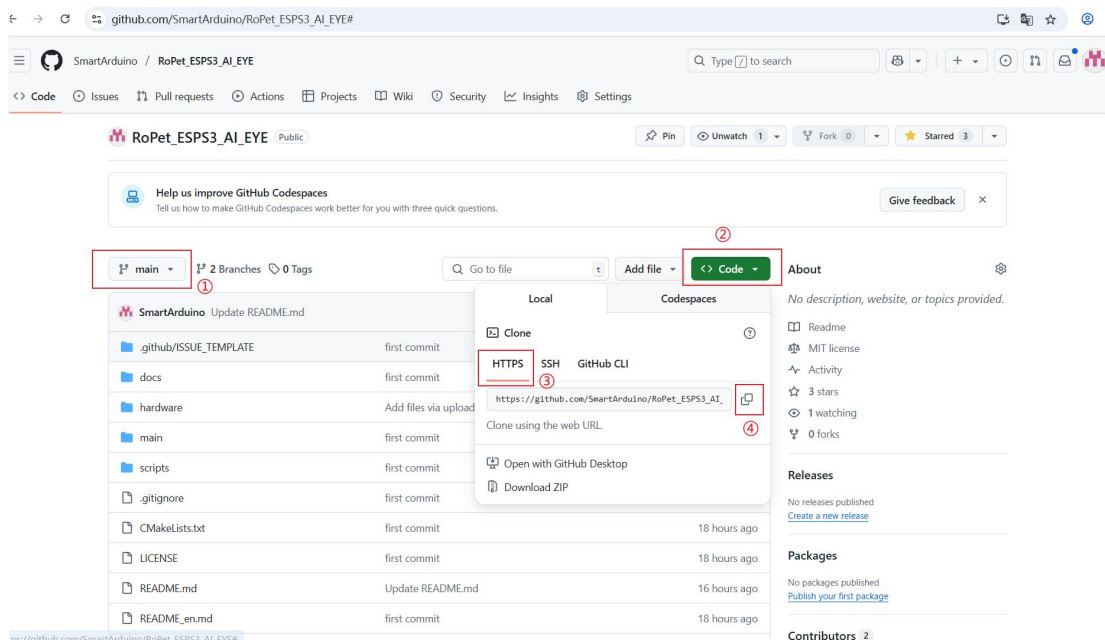 github.com/SmartArduino/RoPet_ESPS3_AI_EYE#
SmartArduino / RoPet_ESPS3_AI_EYE
Type / to search
<> Code
Issues
Pull requests
Actions
Projects
Wiki
Security
Insights
Settings
RoPet_ESPS3_AI_EYE Public
Pin
Unwatch 1
Fork 0
Starred 3
Help us improve GitHub Codespaces
Tell us how to make GitHub Codespaces work better for you with three quick questions.
Give feedback
②
main
2 Branches
0 Tags
①
Go to file t
Add file
<> Code
SmartArduino Update README.md
.github/ISSUE_TEMPLATE first commit
docs first commit
hardware Add files via upload
main first commit
scripts first commit
.gitignore first commit
CMakeLists.txt first commit 18 hours ago
LICENSE first commit 18 hours ago
README.md Update README.md 16 hours ago
README_en.md first commit 18 hours ago
Local
Codespaces
Clone
HTTPS SSH GitHub CLI
③
https://github.com/SmartArduino/RoPet_ESPS3_AI_
④
Clone using the web URL.
Open with GitHub Desktop
Download ZIP
About
No description, website, or topics provided.
Readme
MIT license
Activity
3 stars
1 watching
0 forks
Releases
No releases published
Create a new release
Packages
No packages published
Publish your first package
Contributors 2